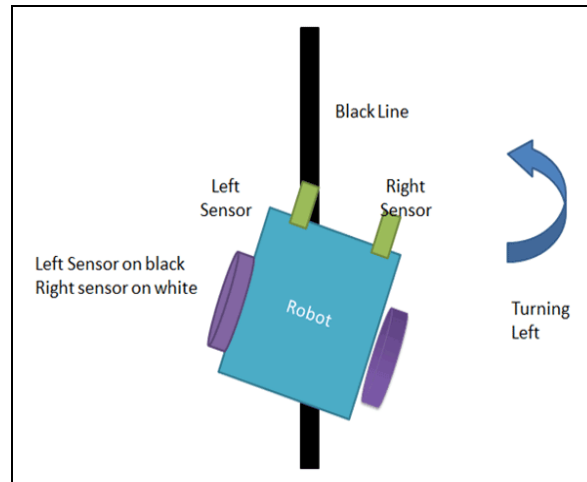 Black Line
Left
Sensor
Right
Sensor
Left Sensor on black
Right sensor on white
Robot
Turning
Left